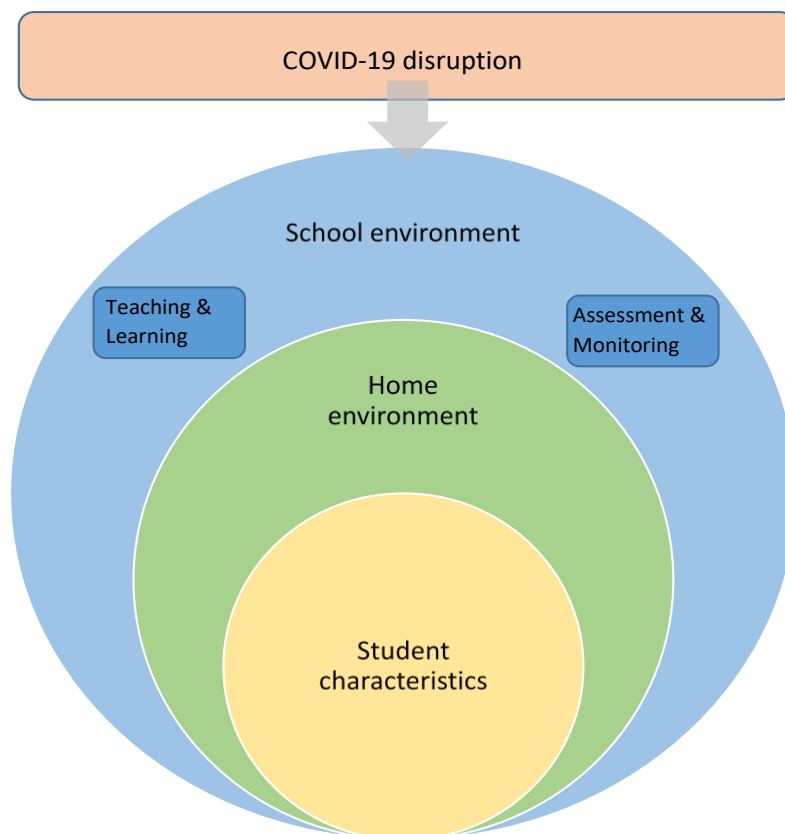 COVID-19 disruption
School environment
Teaching &
Learning
Assessment &
Monitoring
Home
environment
Student
characteristics